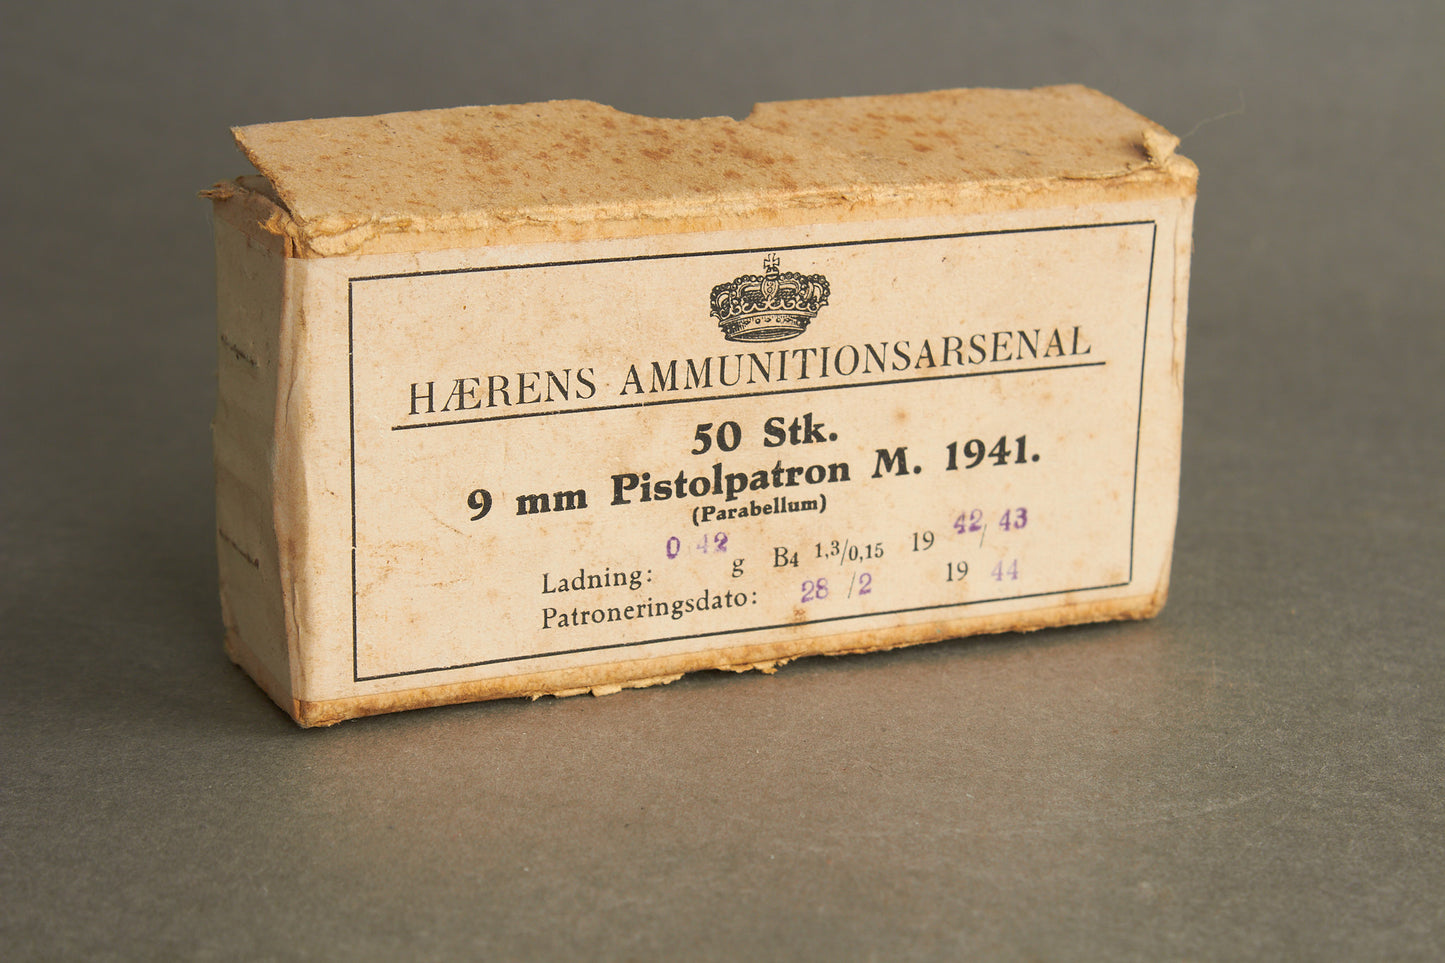 HÆRENS AMMUNITIONSARSENAL
50 Stk.
9 mm Pistolpatron M. 1941.
(Parabellum)
Ladning: 0 42 g B4 1,3/0,15 19 42/43
Patroneringsdato: 28 /2 19 44